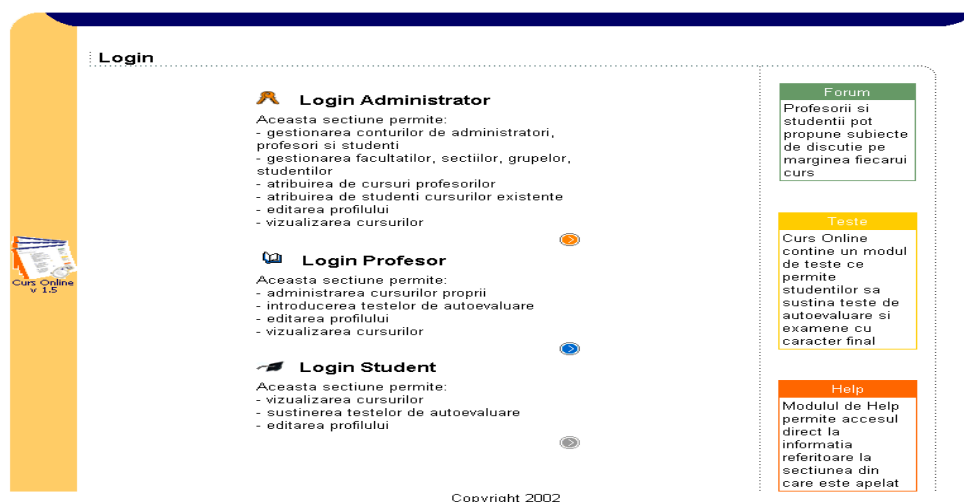 Login
Login Administrator
Aceasta sectiune permite:
- gestionarea conturilor de administratori,
profesori si studenti
- gestionarea facultatilor, sectiilor, grupelor,
studentilor
- atribuirea de cursuri profesorilor
- atribuirea de studenti cursurilor existente
- editarea profilului
- vizualizarea cursurilor
Login Profesor
Aceasta sectiune permite:
- administrarea cursurilor proprii
- introducerea testelor de autoevaluare
- editarea profilului
- vizualizarea cursurilor
Login Student
Aceasta sectiune permite:
- vizualizarea cursurilor
- sustinerea testelor de autoevaluare
- editarea profilului
Curs Online
v 1.5
Forum
Profesorii si
studentii pot
propune subiecte
de discutie pe
marginea fiecarui
curs
Teste
Curs Online
contine un modul
de teste ce
permite
studentilor sa
sustina teste de
autoevaluare si
examene cu
caracter final
Help
Modulul de Help
permite accesul
direct la
informatia
referitoare la
sectiunea din
care este apelat
Copyright 2002